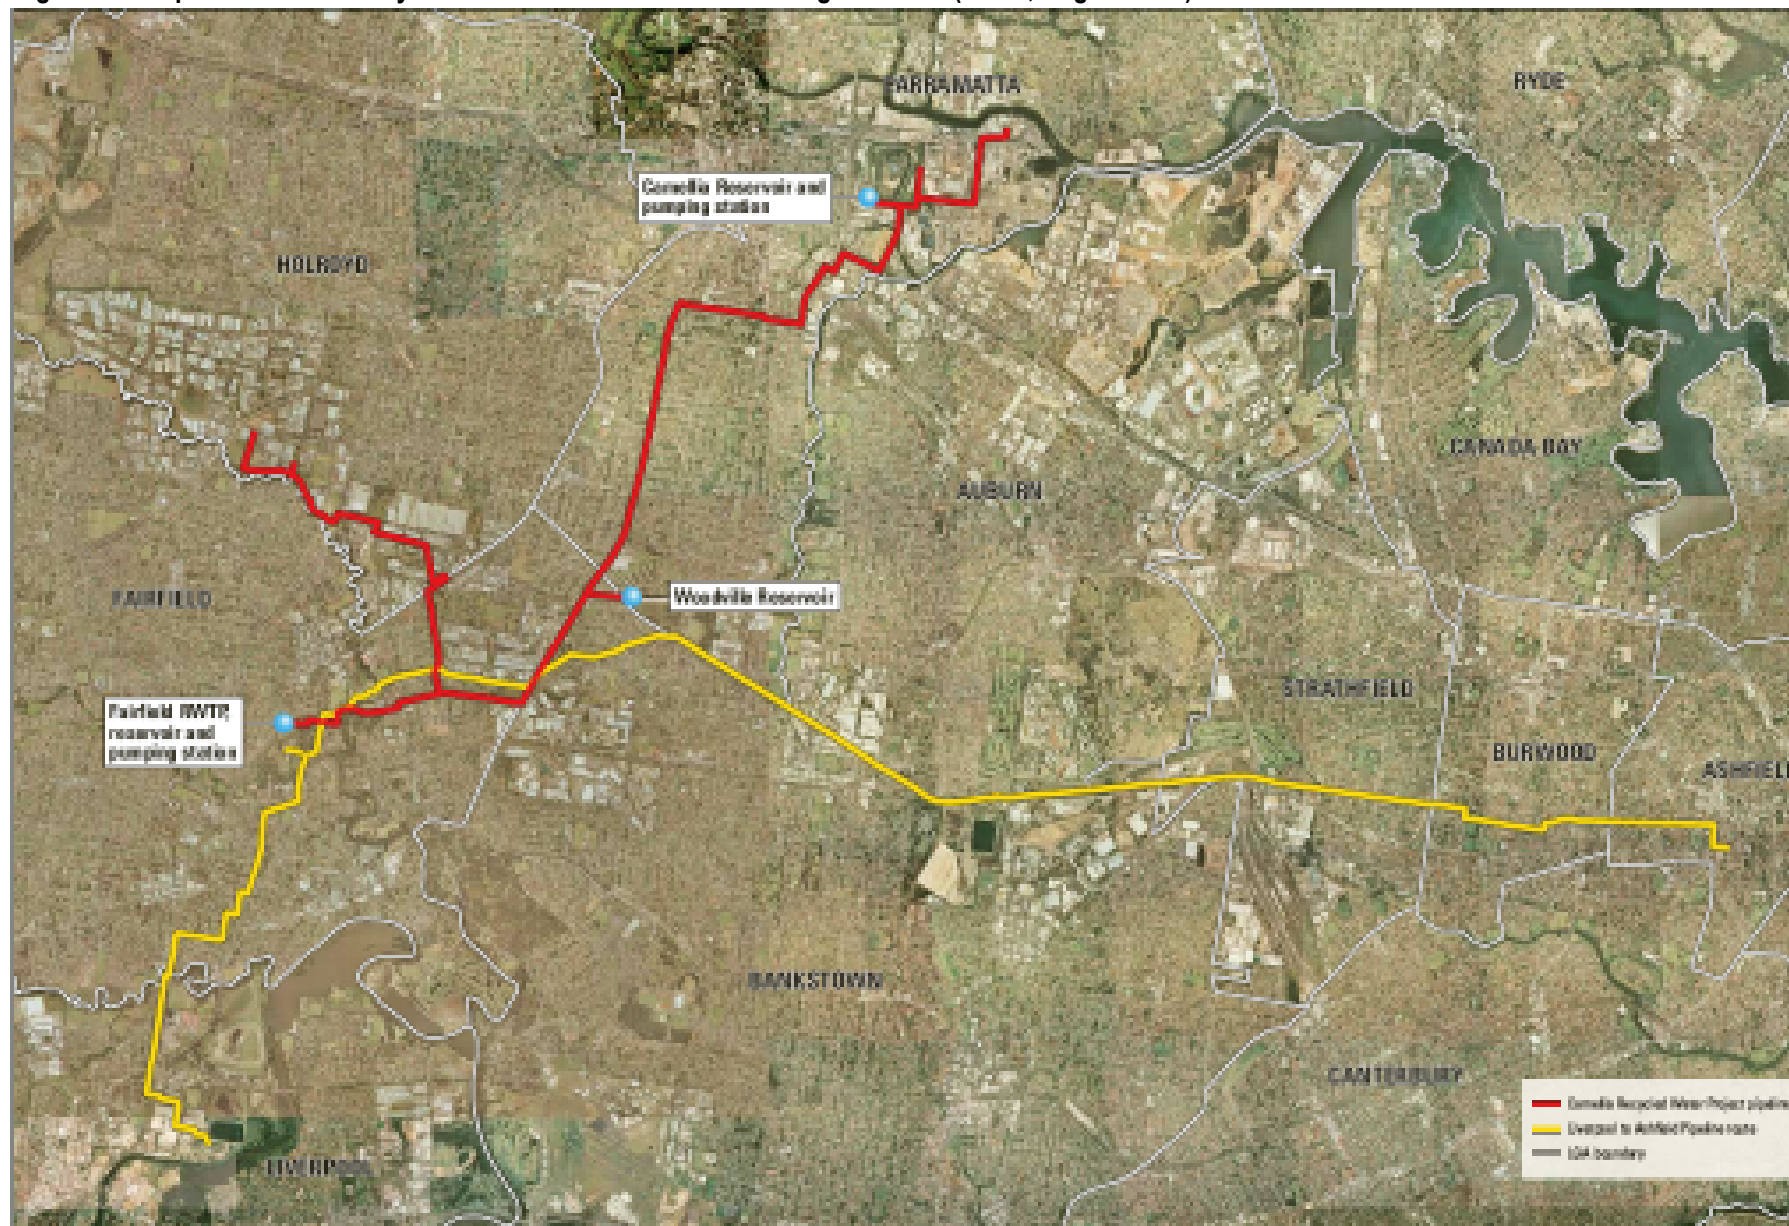 PARRAMATTA
RYDE
Camellia Reservoir and
pumping station
HOLROYD
CANADA BAY
AUBURN
FAIRFIELD
Woodville Reservoir
STRATHFIELD
Fairfield RWTP,
reservoir and
pumping station
BURWOOD
ASHFIEL
BANKSTOWN
CANTERBURY
Camellia Recycled Water Project pipeline
Liverpool to Ashfield Pipeline route
LGA boundary
LIVERPOOL